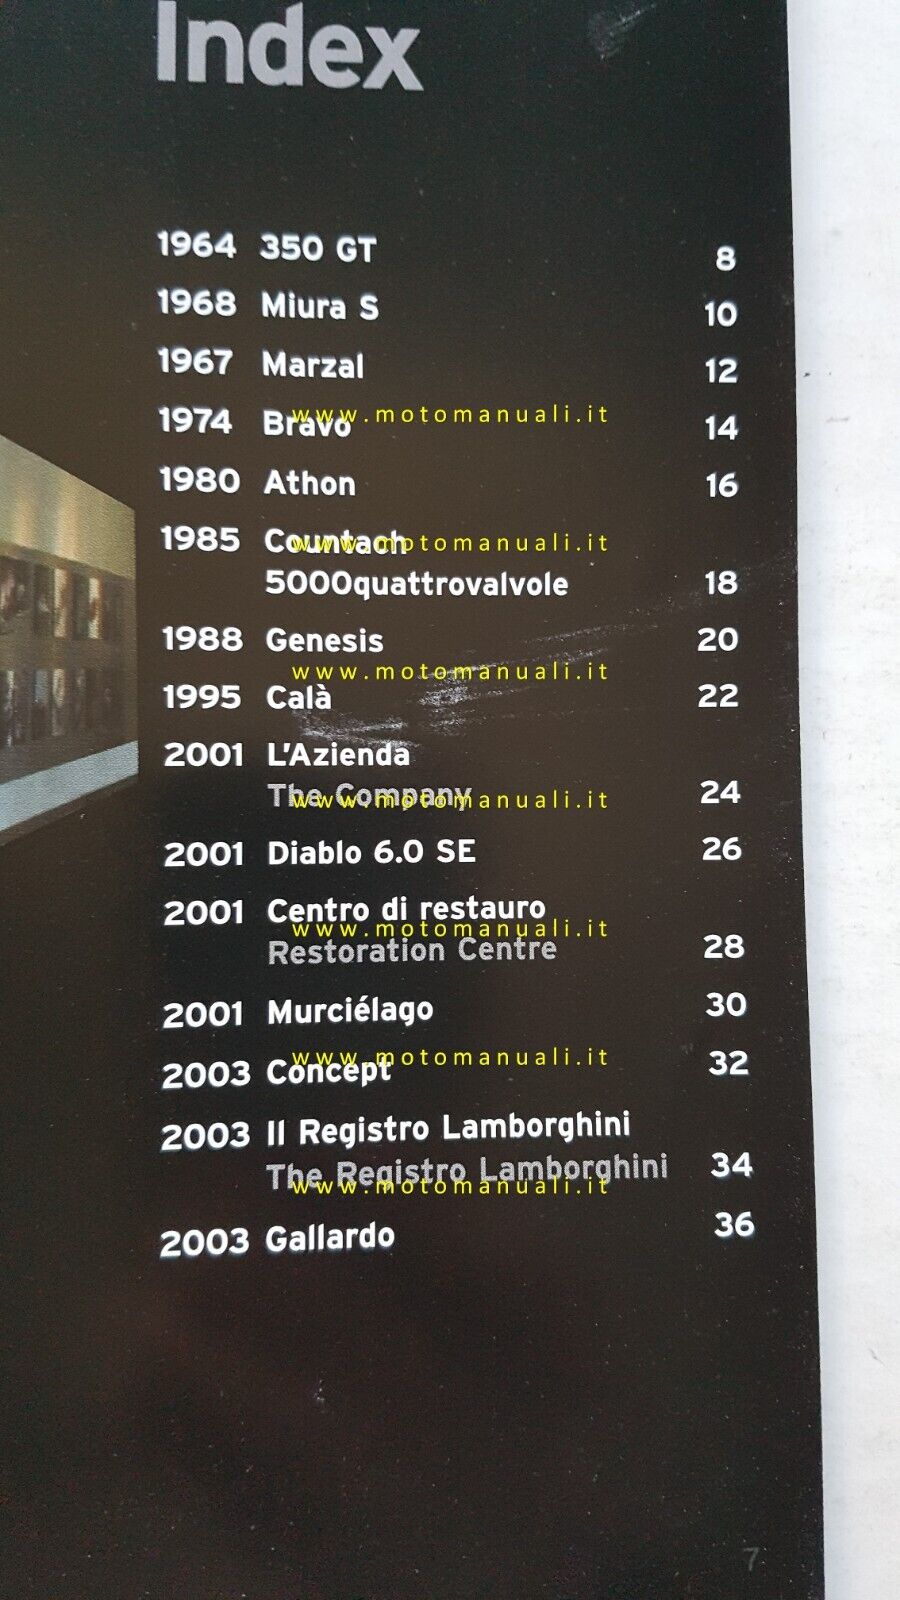 Index
1964 350 GT 8
1968 Miura S 10
1967 Marzal 12
1974 Bravo 14
www.motomanuali.it
1980 Athon 16
1985 Countach
www.motomanuali.it
5000quattrovalvole 18
1988 Genesis 20
www.motomanuali.it
1995 Calà 22
2001 L'Azienda
The Company 24
www.motomanuali.it
2001 Diablo 6.0 SE 26
2001 Centro di restauro
www.motomanuali.it
Restoration Centre 28
2001 Murciélago 30
www.motomanuali.it
2003 Concept 32
2003 Il Registro Lamborghini
The Registro Lamborghini 34
www.motomanuali.it
2003 Gallardo 36
7